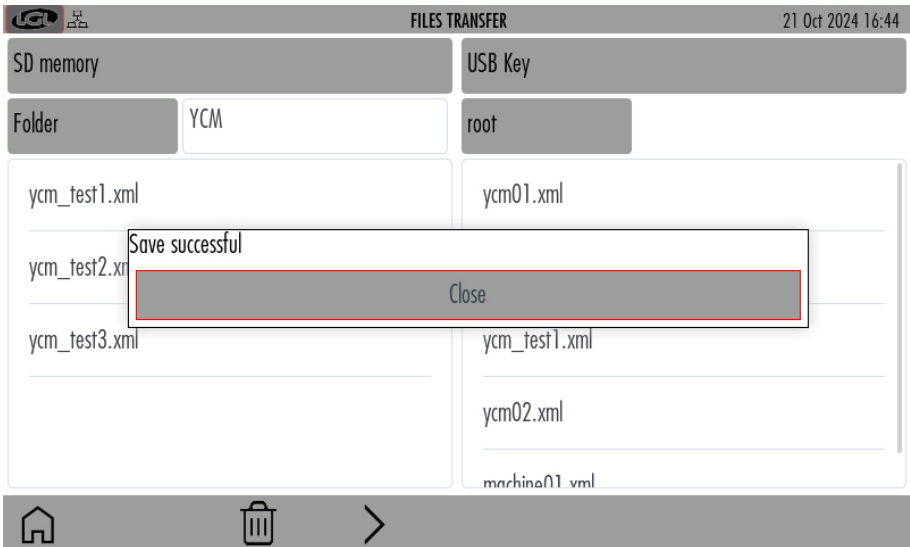 LGL FILES TRANSFER 21 Oct 2024 16:44
SD memory
USB Key
Folder
YCM
root
ycm_test1.xml
ycm_test3.xml
ycm01.xml
ycm_test1.xml
ycm02.xml
Save successful
Close